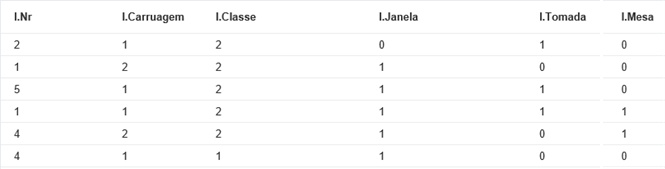 I.Nr I.Carruagem I.Classe I.Janela I.Tomada I.Mesa
2 1 2 0 1 0
1 2 2 1 0 0
5 1 2 1 1 0
1 1 2 1 1 1
4 2 2 1 0 1
4 1 1 1 0 0